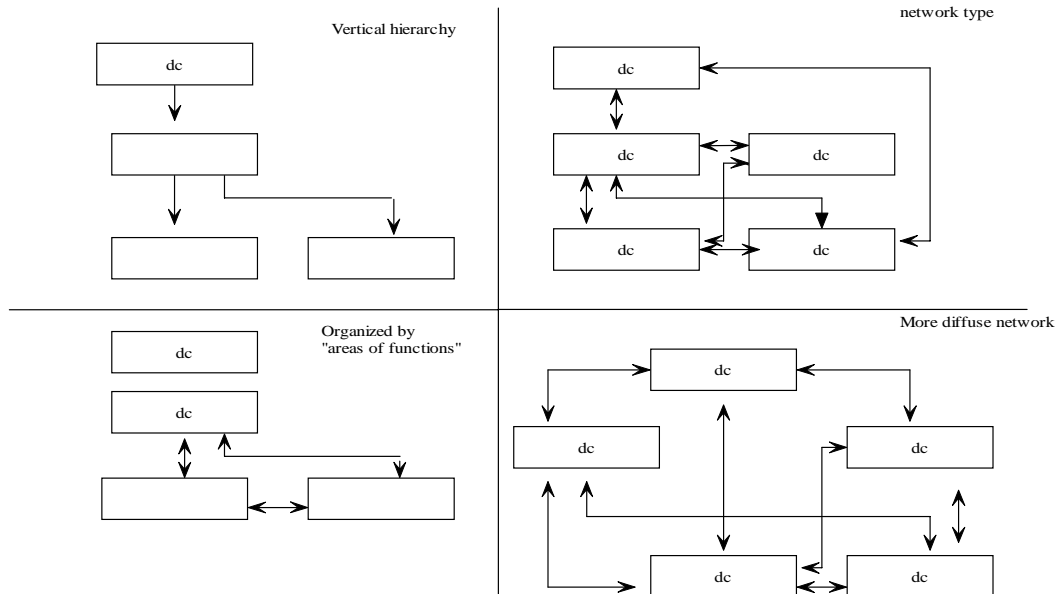 Vertical hierarchy
dc
network type
dc
dc
dc
dc
dc
Organized by
"areas of functions"
dc
dc
More diffuse network
dc
dc
dc
dc
dc